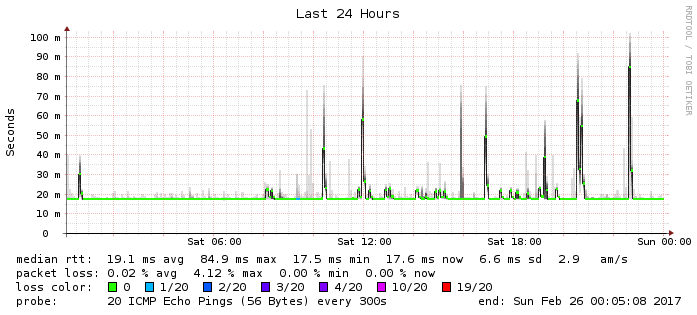 Last 24 Hours
RRDTOOL / TOBI OETIKER
Seconds
100 m
90 m
80 m
70 m
60 m
50 m
40 m
30 m
20 m
10 m
0
Sat 06:00 Sat 12:00 Sat 18:00 Sun 00:00
median rtt: 19.1 ms avg 84.9 ms max 17.5 ms min 17.6 ms now 6.6 ms sd 2.9 am/s
packet loss: 0.02 % avg 4.12 % max 0.00 % min 0.00 % now
loss color: 0 1/20 2/20 3/20 4/20 10/20 19/20
probe: 20 ICMP Echo Pings (56 Bytes) every 300s end: Sun Feb 26 00:05:08 2017